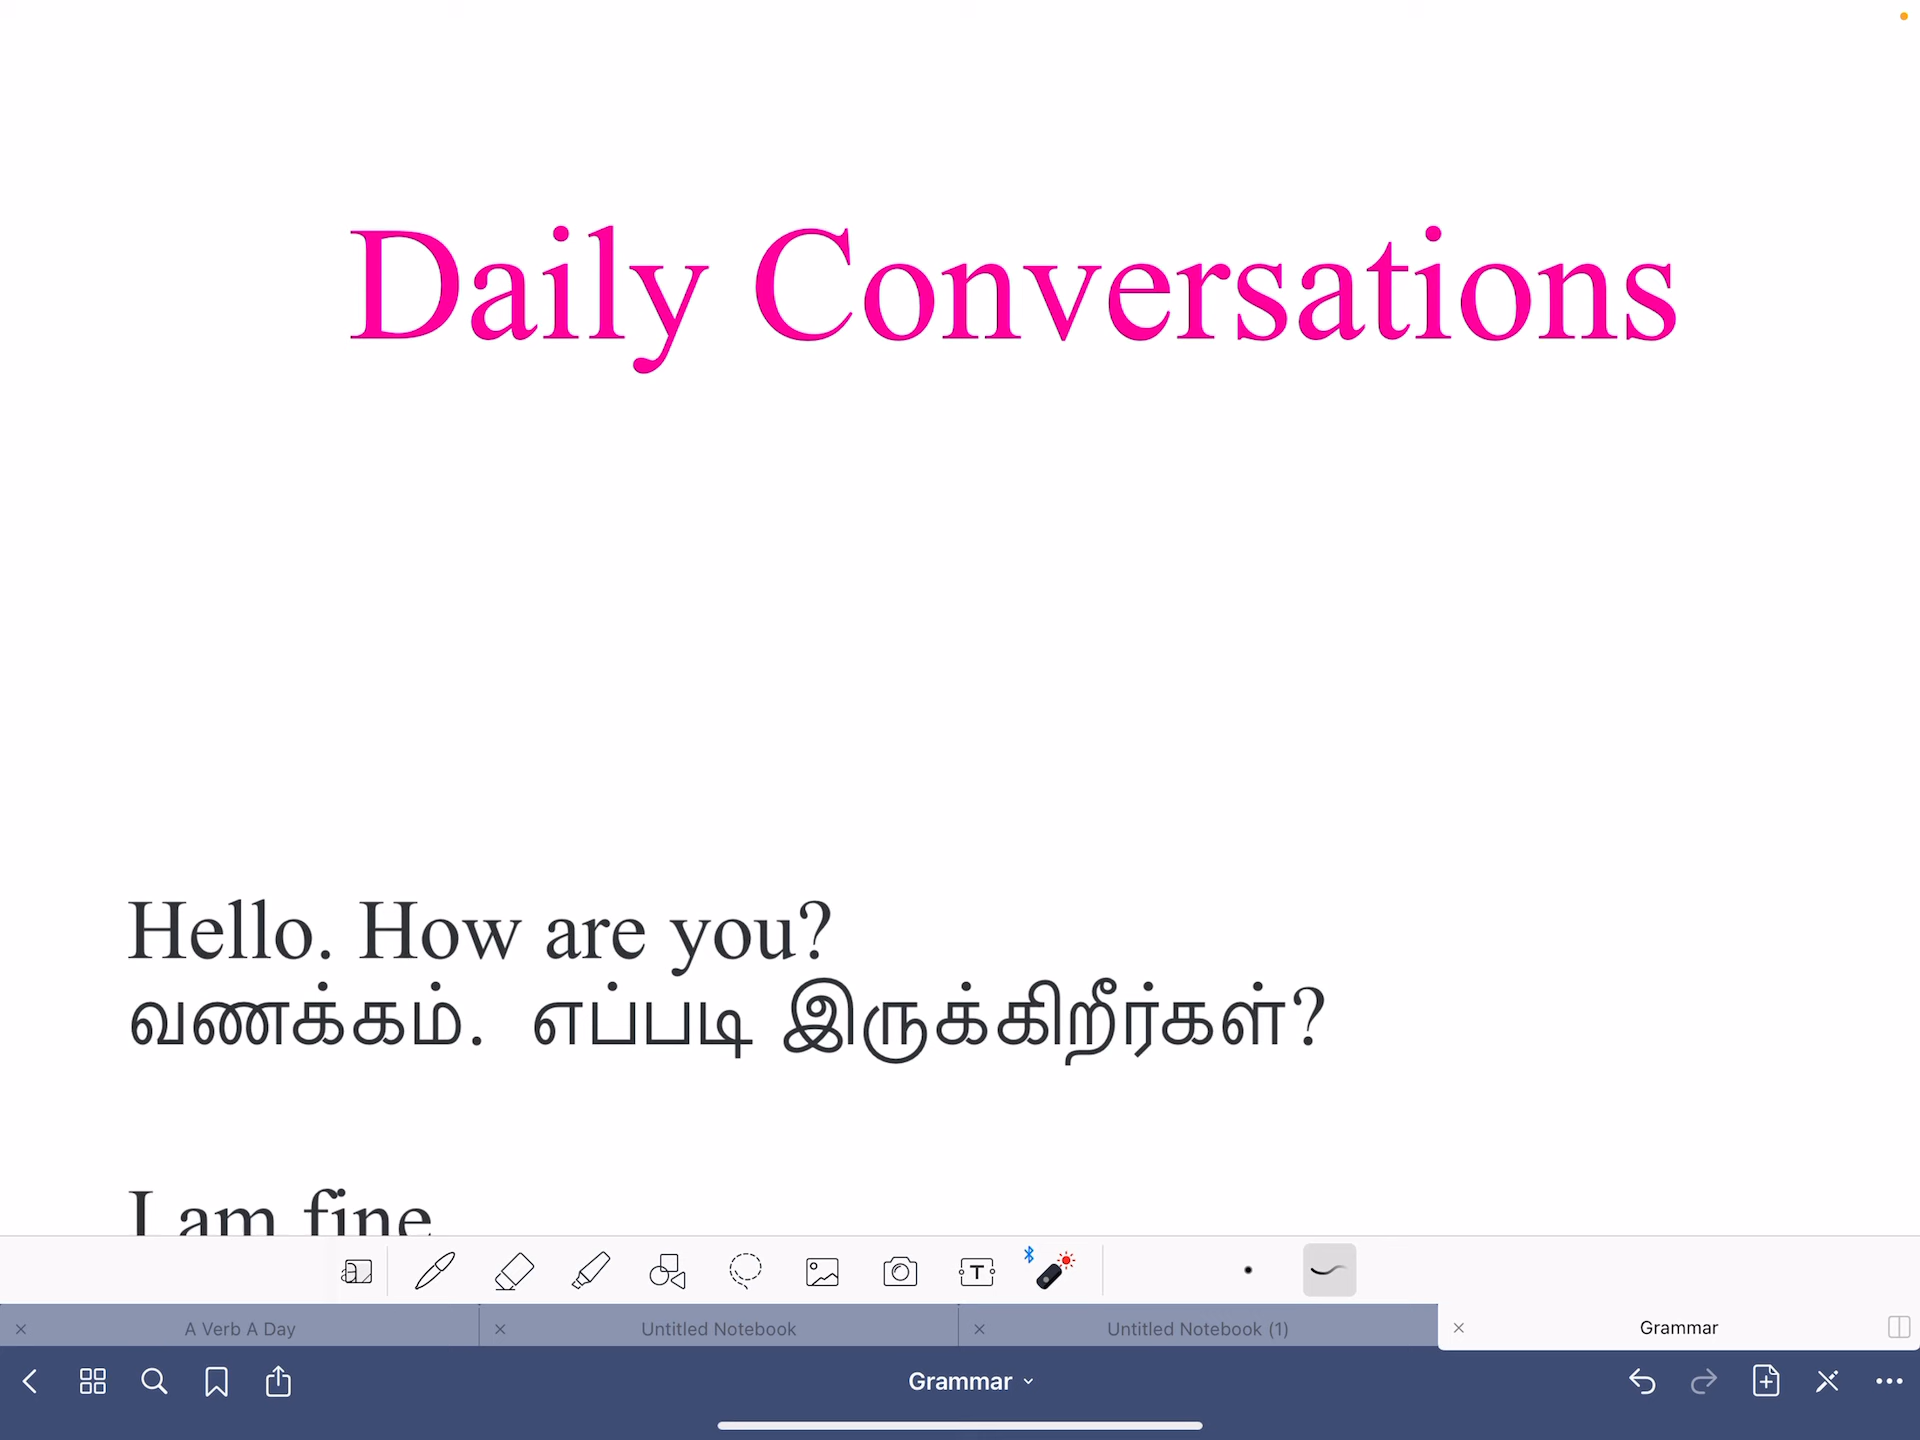 Daily Conversations
Hello. How are you?
வணக்கம். எப்படி இருக்கிறீர்கள்?
I am fine
A Verb A Day
Untitled Notebook
Untitled Notebook (1)
Grammar
Grammar